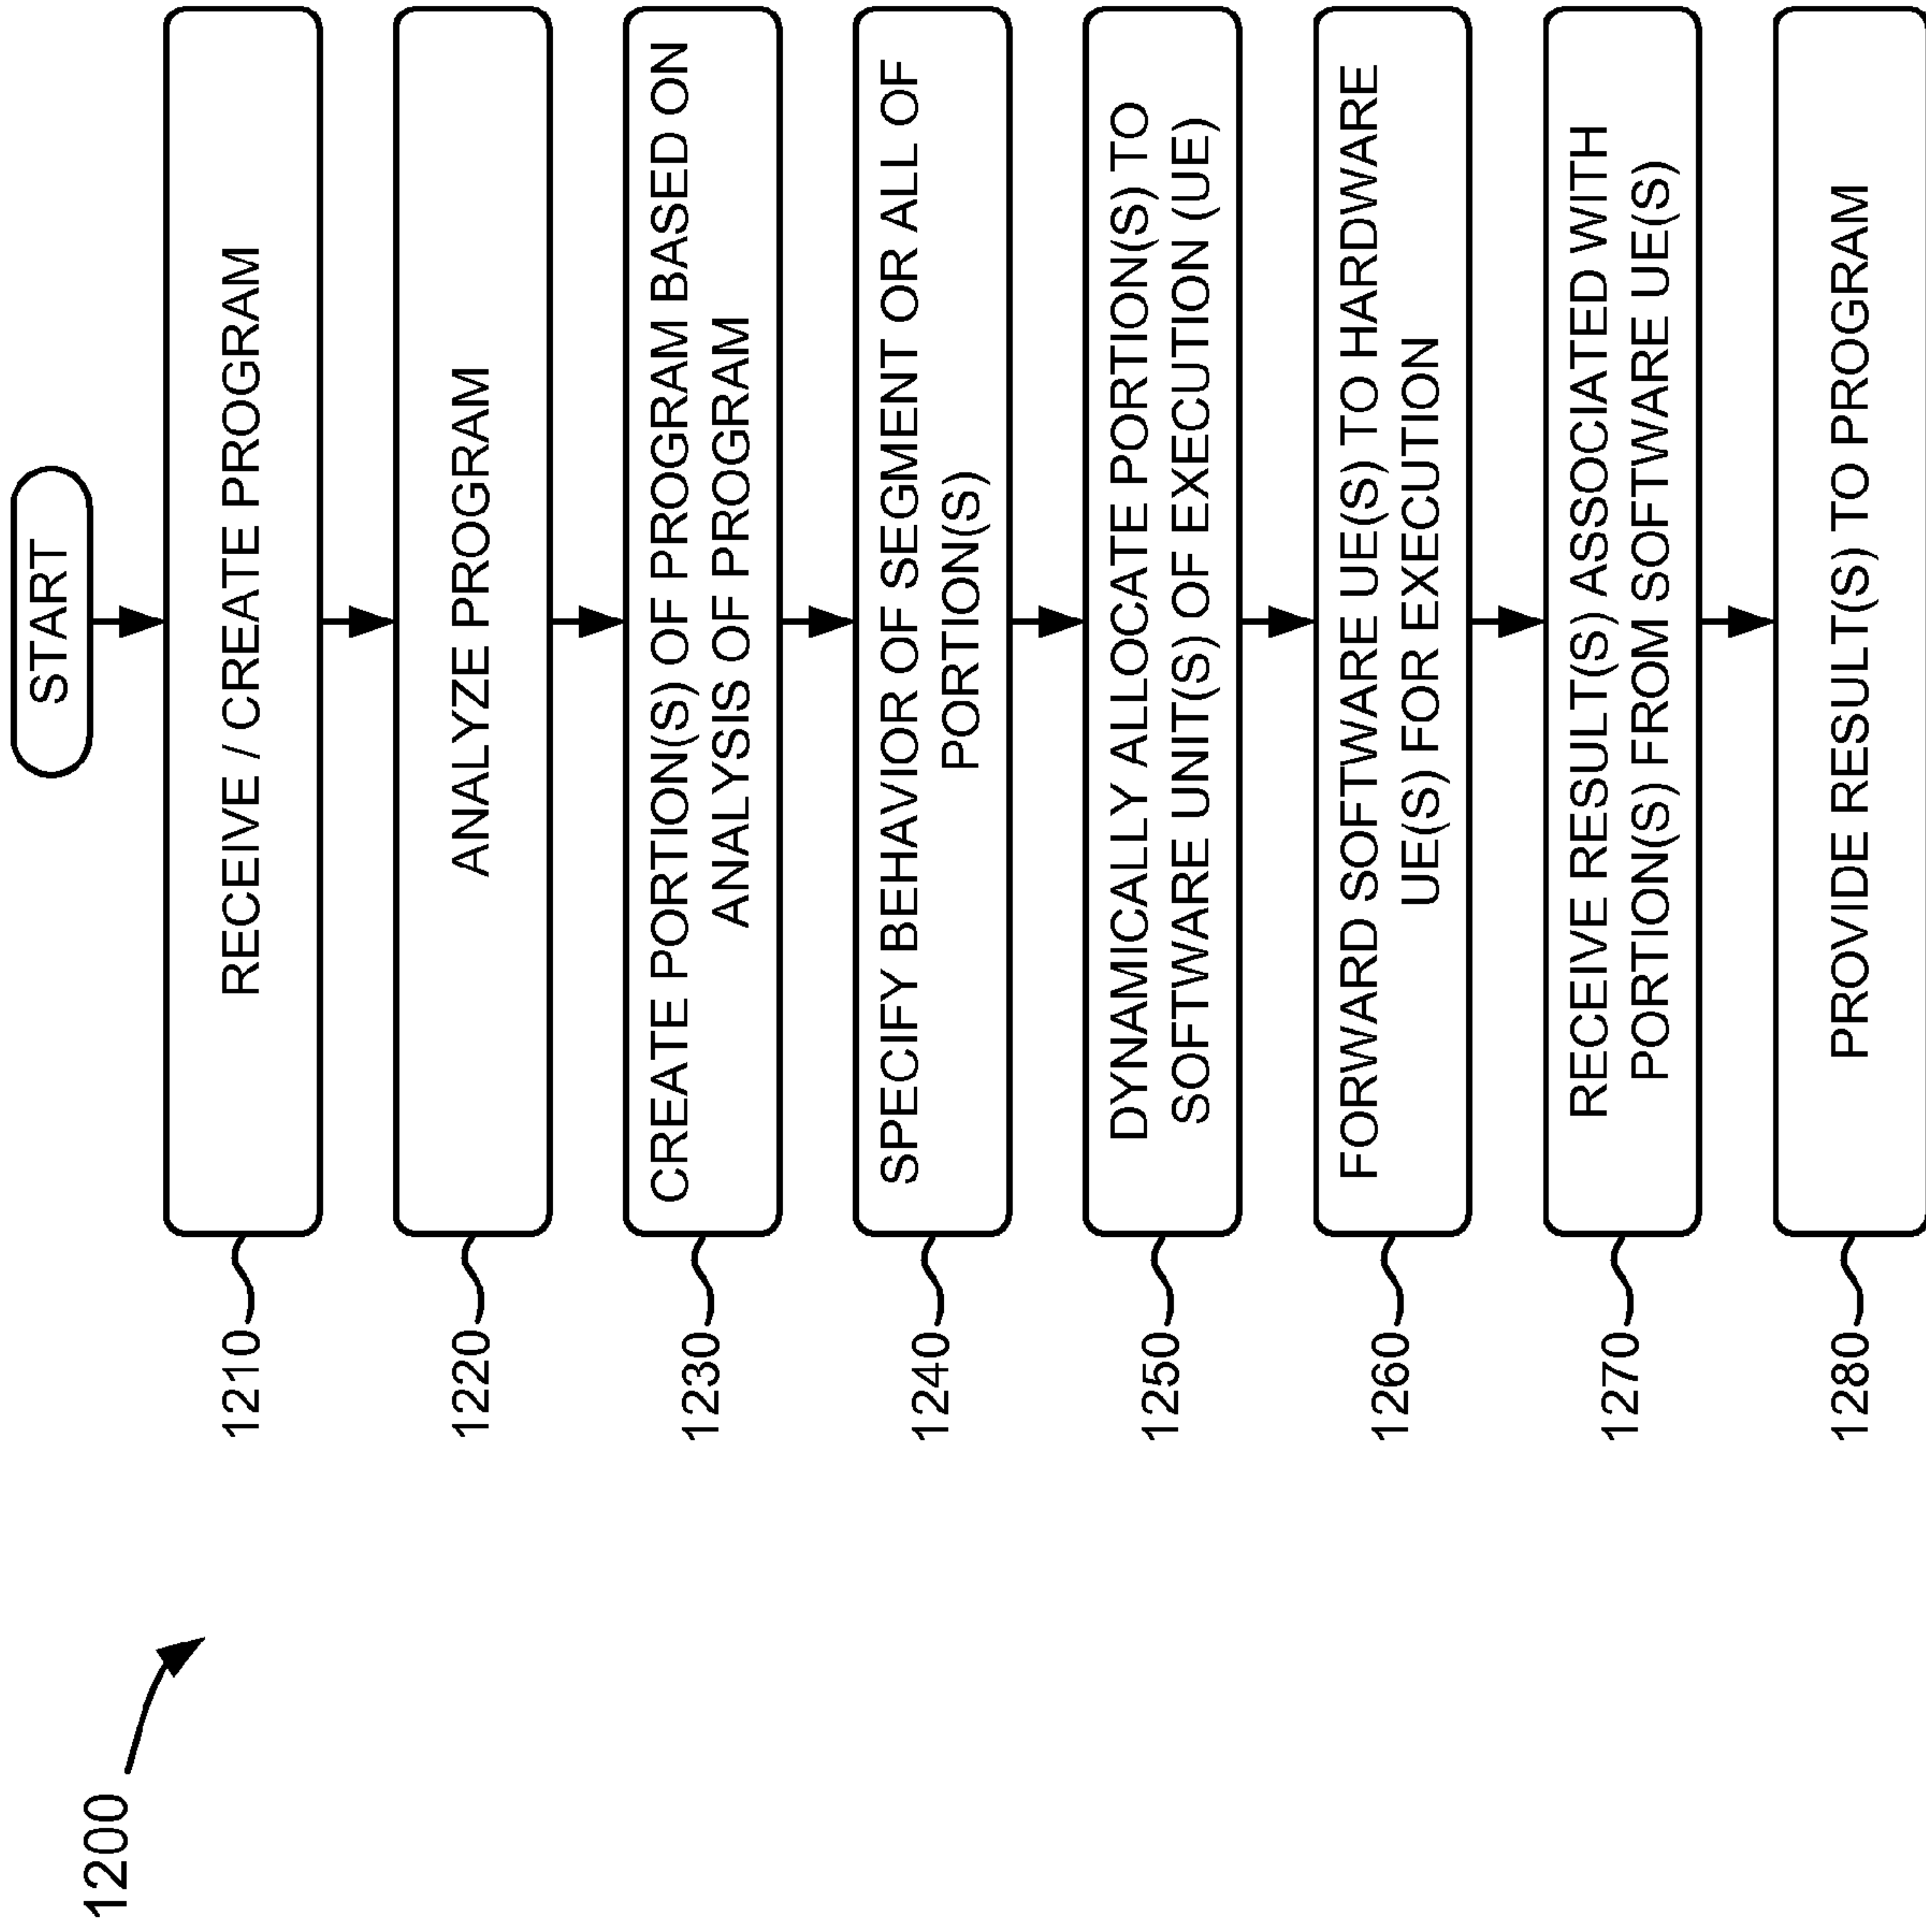 1200
START
1210
RECEIVE / CREATE PROGRAM
1220
ANALYZE PROGRAM
1230
CREATE PORTION(S) OF PROGRAM BASED ON
ANALYSIS OF PROGRAM
1240
SPECIFY BEHAVIOR OF SEGMENT OR ALL OF
PORTION(S)
1250
DYNAMICALLY ALLOCATE PORTION(S) TO
SOFTWARE UNIT(S) OF EXECUTION (UE)
1260
FORWARD SOFTWARE UE(S) TO HARDWARE
UE(S) FOR EXECUTION
1270
RECEIVE RESULT(S) ASSOCIATED WITH
PORTION(S) FROM SOFTWARE UE(S)
1280
PROVIDE RESULT(S) TO PROGRAM